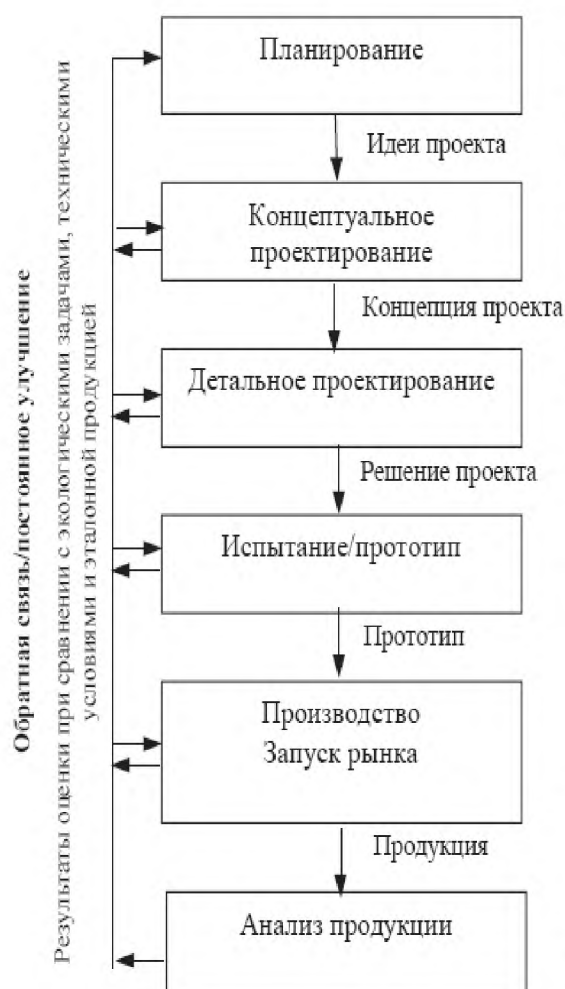 Планирование
Идеи проекта
Концептуальное
проектирование
Концепция проекта
Детальное проектирование
Решение проекта
Испытание/прототип
Прототип
Производство
Запуск рынка
Продукция
Анализ продукции
Обратная связь/постоянное улучшение
Результаты оценки при сравнении с экологическими задачами, техническими
условиями и эталонной продукцией